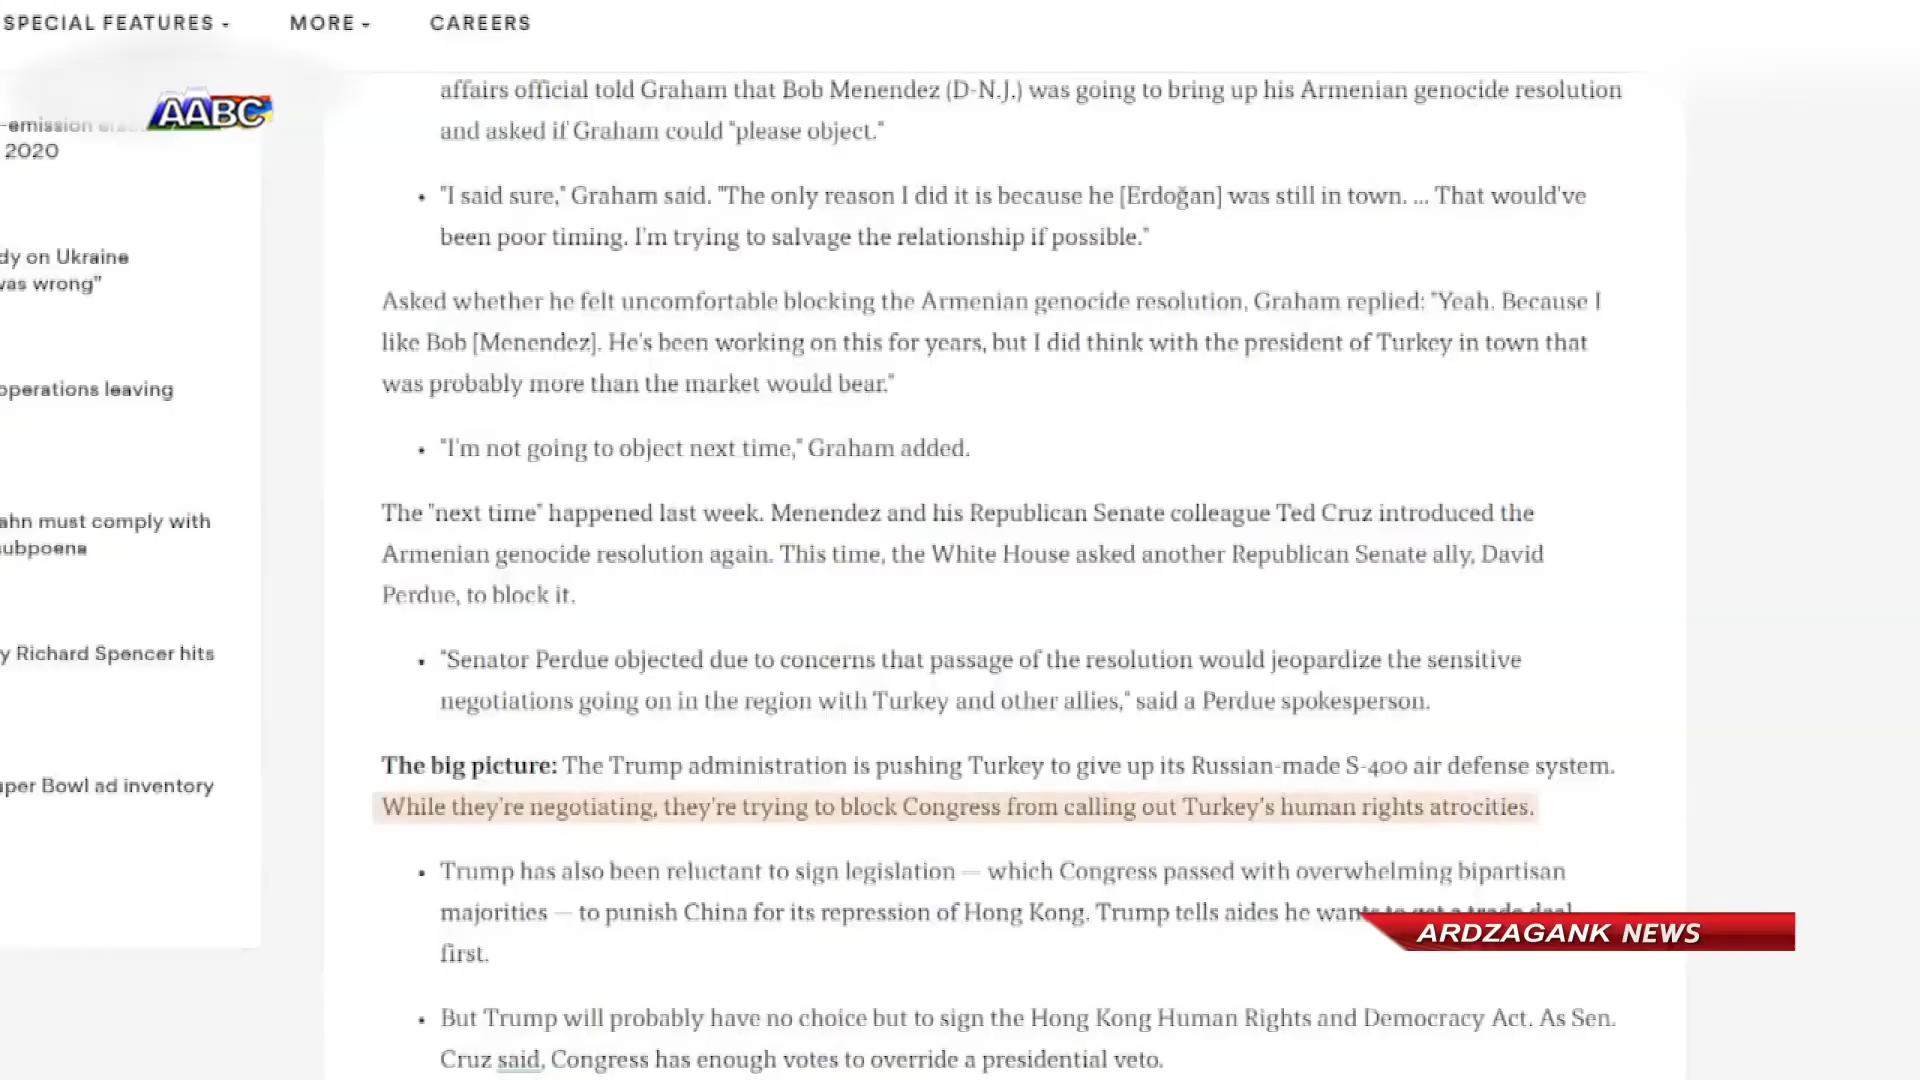 SPECIAL FEATURES
MORE
CAREERS
AABC
-emission
2020
dy on Ukraine
was wrong"
operations leaving
ahn must comply with
subpoena
y Richard Spencer hits
uper Bowl ad inventory
affairs official told Graham that Bob Menendez (D-N.J.) was going to bring up his Armenian genocide resolution
and asked if Graham could "please object."
• "I said sure," Graham said. "The only reason I did it is because he [Erdoğan] was still in town. ... That would've
been poor timing. I'm trying to salvage the relationship if possible."
Asked whether he felt uncomfortable blocking the Armenian genocide resolution, Graham replied: "Yeah. Because I
like Bob [Menendez]. He's been working on this for years, but I did think with the president of Turkey in town that
was probably more than the market would bear."
• "I'm not going to object next time," Graham added.
The "next time" happened last week. Menendez and his Republican Senate colleague Ted Cruz introduced the
Armenian genocide resolution again. This time, the White House asked another Republican Senate ally, David
Perdue, to block it.
• "Senator Perdue objected due to concerns that passage of the resolution would jeopardize the sensitive
negotiations going on in the region with Turkey and other allies," said a Perdue spokesperson.
The big picture: The Trump administration is pushing Turkey to give up its Russian-made S-400 air defense system.
While they're negotiating, they're trying to block Congress from calling out Turkey's human rights atrocities.
• Trump has also been reluctant to sign legislation — which Congress passed with overwhelming bipartisan
majorities — to punish China for its repression of Hong Kong. Trump tells aides he wants to get a trade deal
first.
ARDZAGANK NEWS
• But Trump will probably have no choice but to sign the Hong Kong Human Rights and Democracy Act. As Sen.
Cruz said, Congress has enough votes to override a presidential veto.